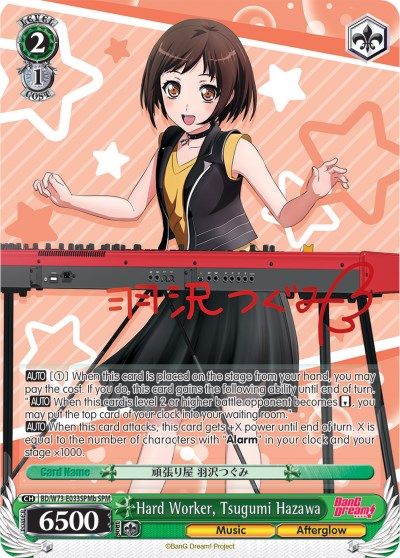 LEVEL
2
1
COST
羽沢つぐみ
AUTO [①] When this card is placed on the stage from your hand, you may
pay the cost. If you do, this card gains the following ability until end of turn.
"AUTO When this card's level 2 or higher battle opponent becomes , you
may put the top card of your clock into your waiting room."
AUTO When this card attacks, this card gets +X power until end of turn. X is
equal to the number of characters with "Alarm" in your clock and your
stage ×1000.
Card Name 頑張り屋 羽沢つぐみ
CH BD/W73-E033SPMb SPM
POWER 6500
Hard Worker, Tsugumi Hazawa
BanG Dream!
Music Afterglow
©BanG Dream! Project